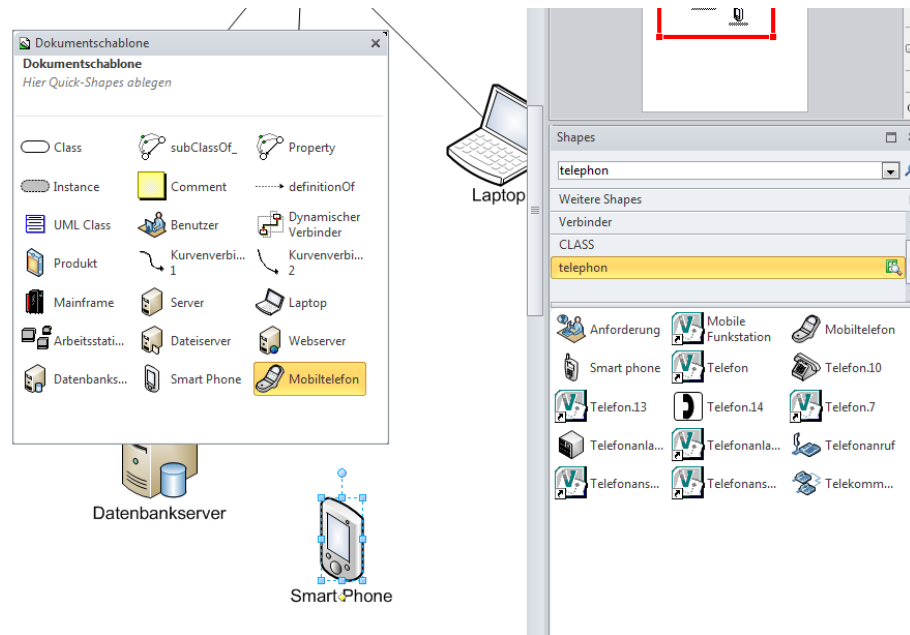 Dokumentschablone
Dokumentschablone
Hier Quick-Shapes ablegen
Class
subClassOf_
Property
Instance
Comment
definitionOf
UML Class
Benutzer
Dynamischer
Verbinder
Produkt
Kurvenverbi...
1
Kurvenverbi...
2
Mainframe
Server
Laptop
Arbeitsstati...
Dateiserver
Webserver
Datenbanks...
Smart Phone
Mobiltelefon
Laptop
Datenbankserver
Smart Phone
Shapes
telephon
Weitere Shapes
Verbinder
CLASS
telephon
Anforderung
Mobile
Funkstation
Mobiltelefon
Smart phone
Telefon
Telefon.10
Telefon.13
Telefon.14
Telefon.7
Telefonanla...
Telefonanla...
Telefonanruf
Telefonans...
Telefonans...
Telekomm...